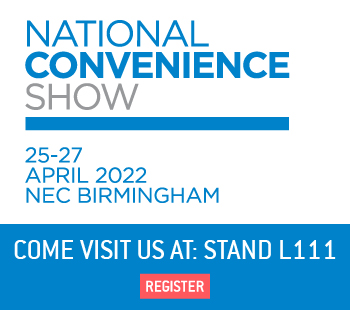 NATIONAL
CONVENIENCE
SHOW
25-27
APRIL 2022
NEC BIRMINGHAM
COME VISIT US AT: STAND L111
REGISTER